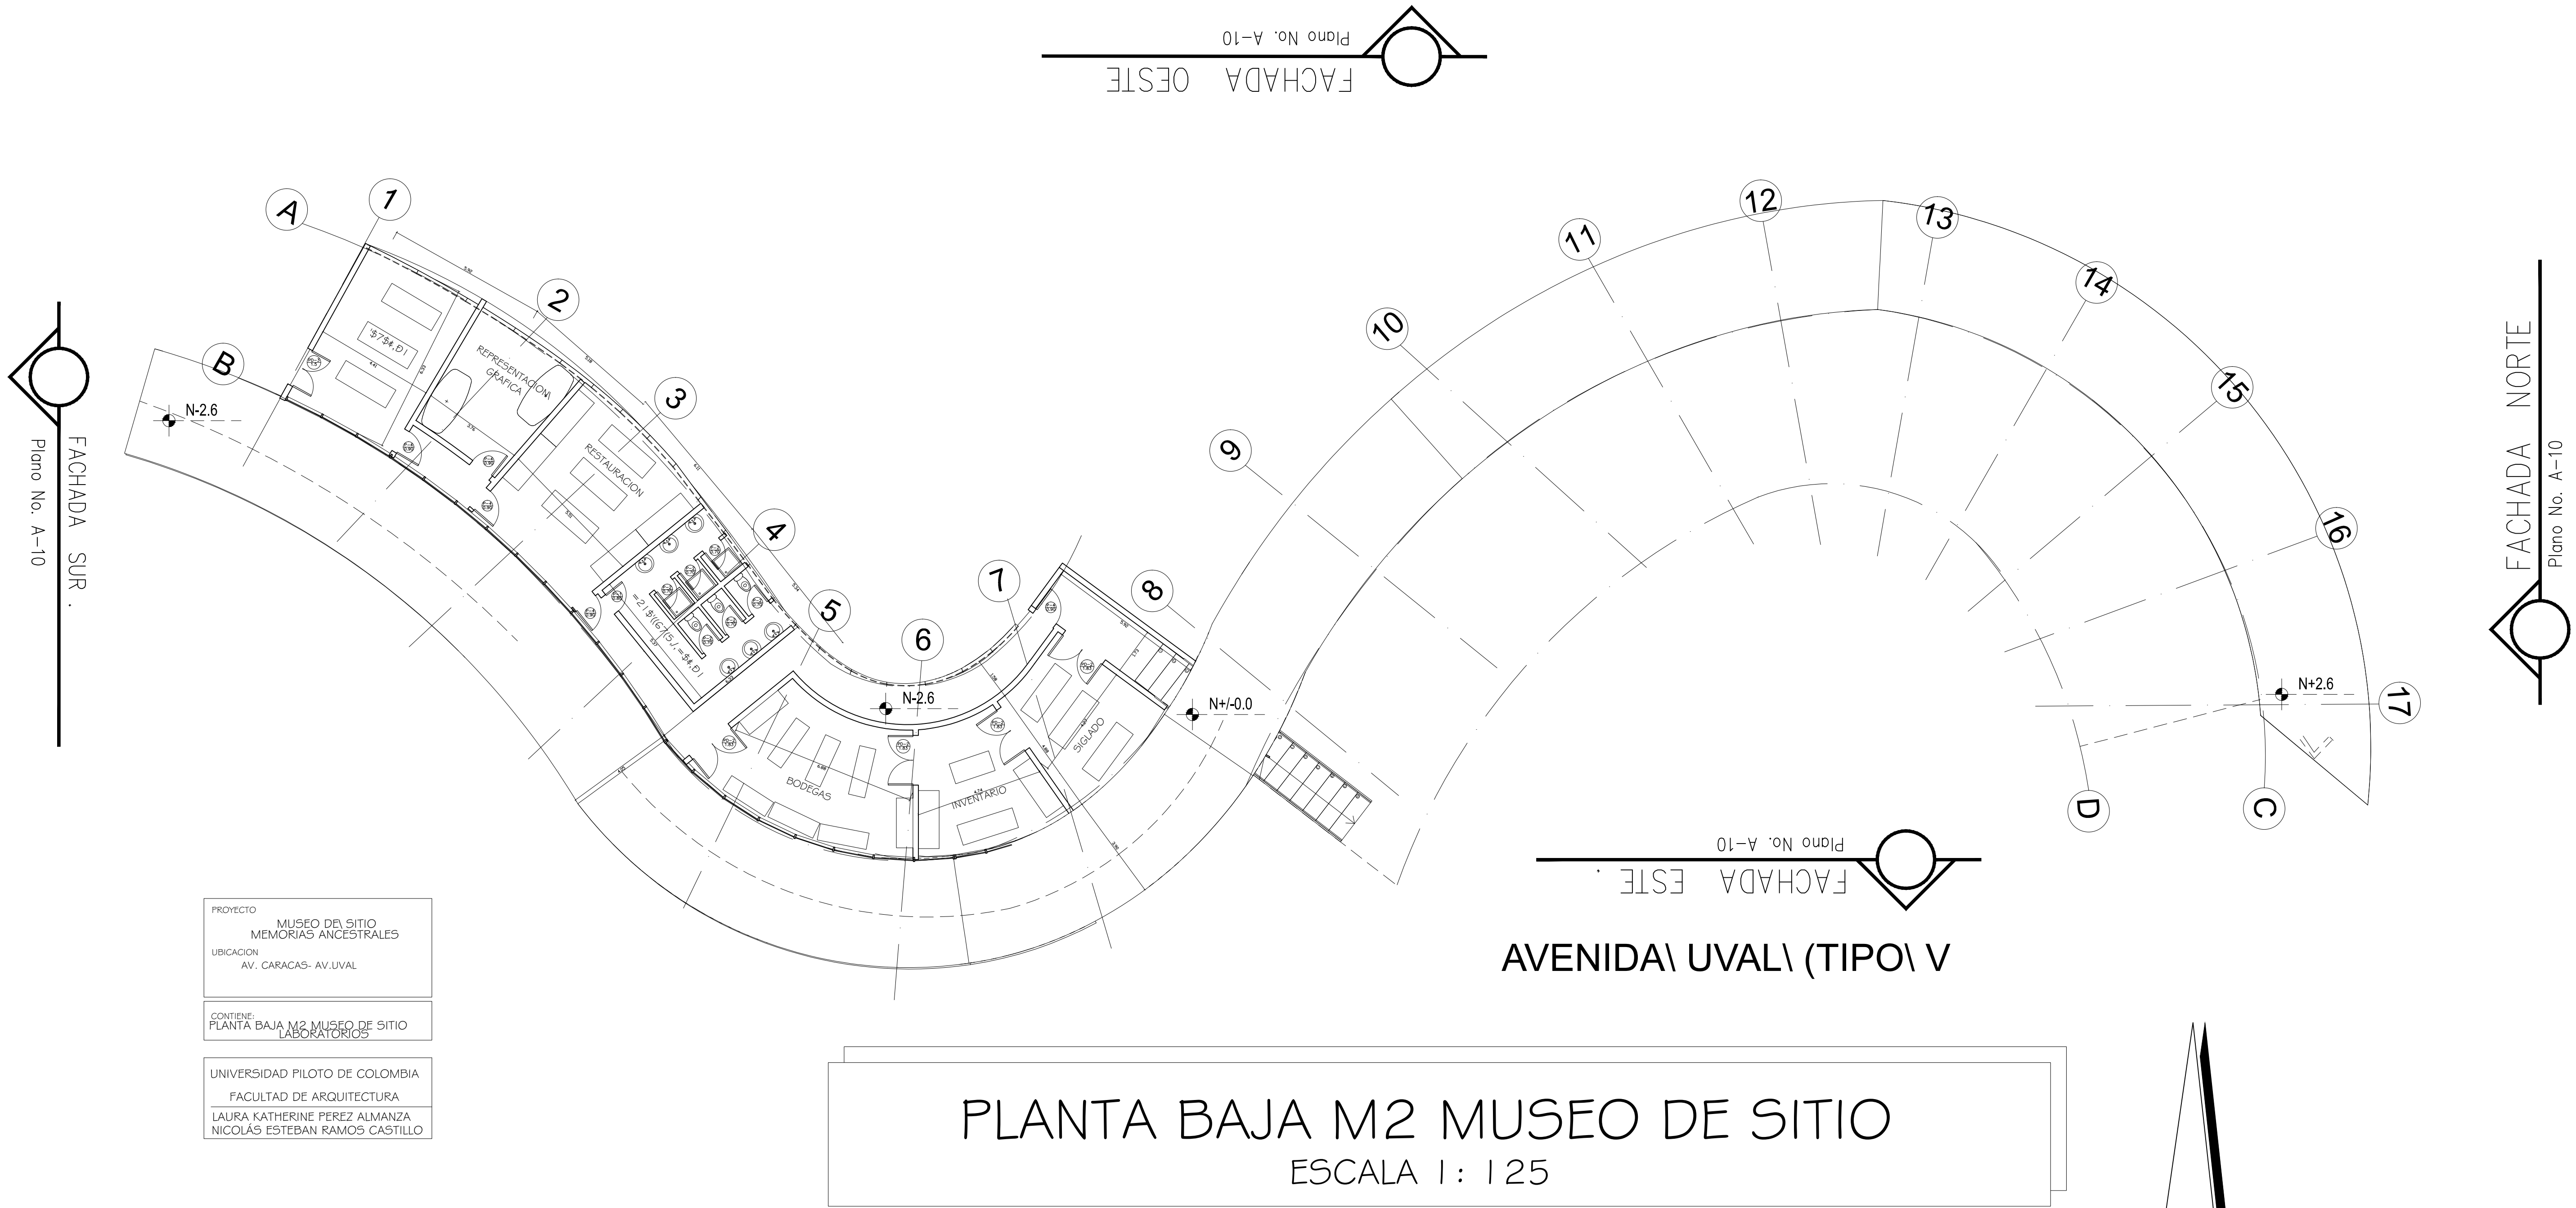 Plano No. A-10
FACHADA OESTE
1
A
12
13
11
2
14
10
B
3
15
9
4
16
5
7
8
6
17
D
C
N-2.6
N-2.6
N+/-0.0
N+2.6
$7$#,Ð1
REPRESENTACION
GRAFICA
RESTAURACION
BODEGAS
INVENTARIO
SIGLADO
FACHADA SUR .
Plano No. A-10
FACHADA NORTE
Plano No. A-10
Plano No. A-10
FACHADA ESTE .
AVENIDA\ UVAL\ (TIPO\ V
PROYECTO
MUSEO DE\ SITIO
MEMORIAS ANCESTRALES
UBICACION
AV. CARACAS- AV.UVAL
CONTIENE:
PLANTA BAJA M2 MUSEO DE SITIO
LABORATORIOS
UNIVERSIDAD PILOTO DE COLOMBIA
FACULTAD DE ARQUITECTURA
LAURA KATHERINE PEREZ ALMANZA
NICOLÁS ESTEBAN RAMOS CASTILLO
PLANTA BAJA M2 MUSEO DE SITIO
ESCALA 1: 125